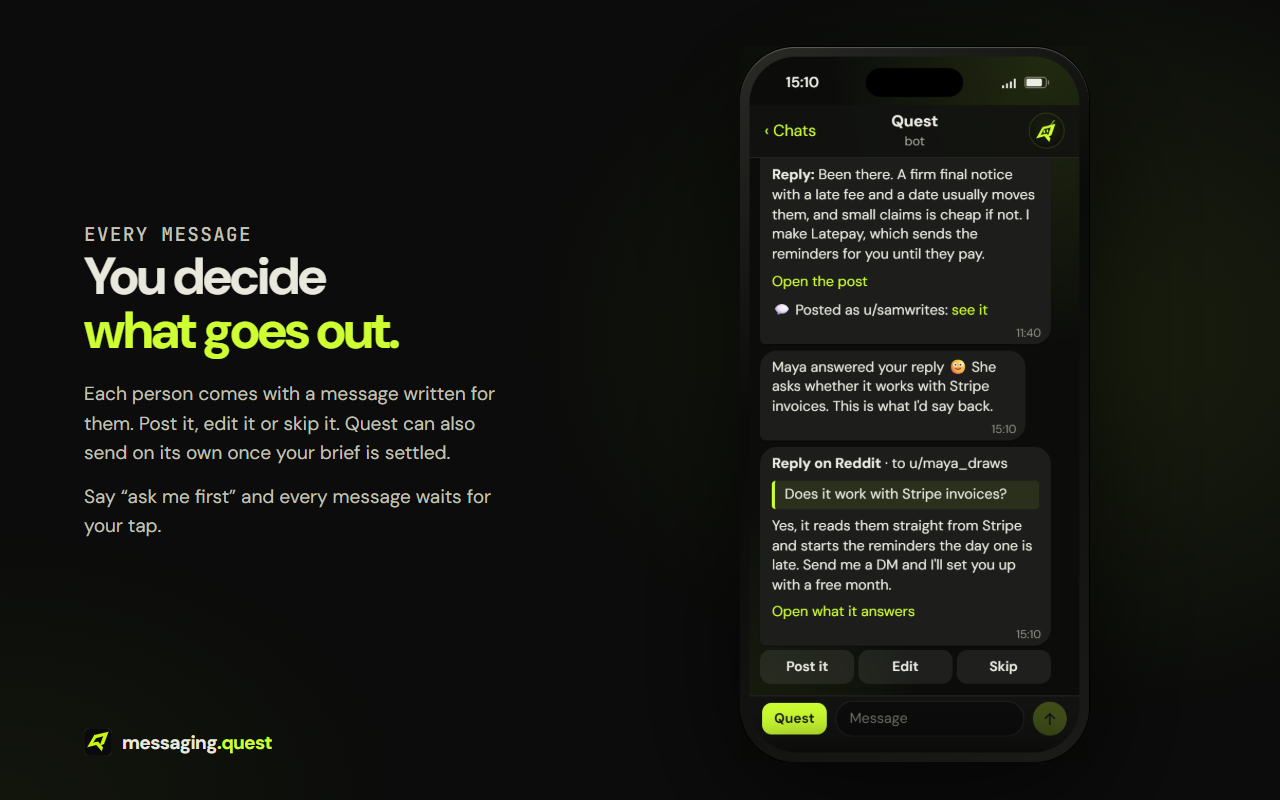 EVERY MESSAGE
You decide
what goes out.
Each person comes with a message written for
them. Post it, edit it or skip it. Quest can also
send on its own once your brief is settled.
Say “ask me first” and every message waits for
your tap.
messaging.quest
15:10
‹ Chats
Quest
bot
Reply: Been there. A firm final notice
with a late fee and a date usually moves
them, and small claims is cheap if not. I
make Latepay, which sends the
reminders for you until they pay.
Open the post
💬 Posted as u/samwrites: see it
11:40
Maya answered your reply 🙂 She
asks whether it works with Stripe
invoices. This is what I'd say back.
15:10
Reply on Reddit · to u/maya_draws
Does it work with Stripe invoices?
Yes, it reads them straight from Stripe
and starts the reminders the day one is
late. Send me a DM and I'll set you up
with a free month.
Open what it answers
15:10
Post it
Edit
Skip
Quest
Message